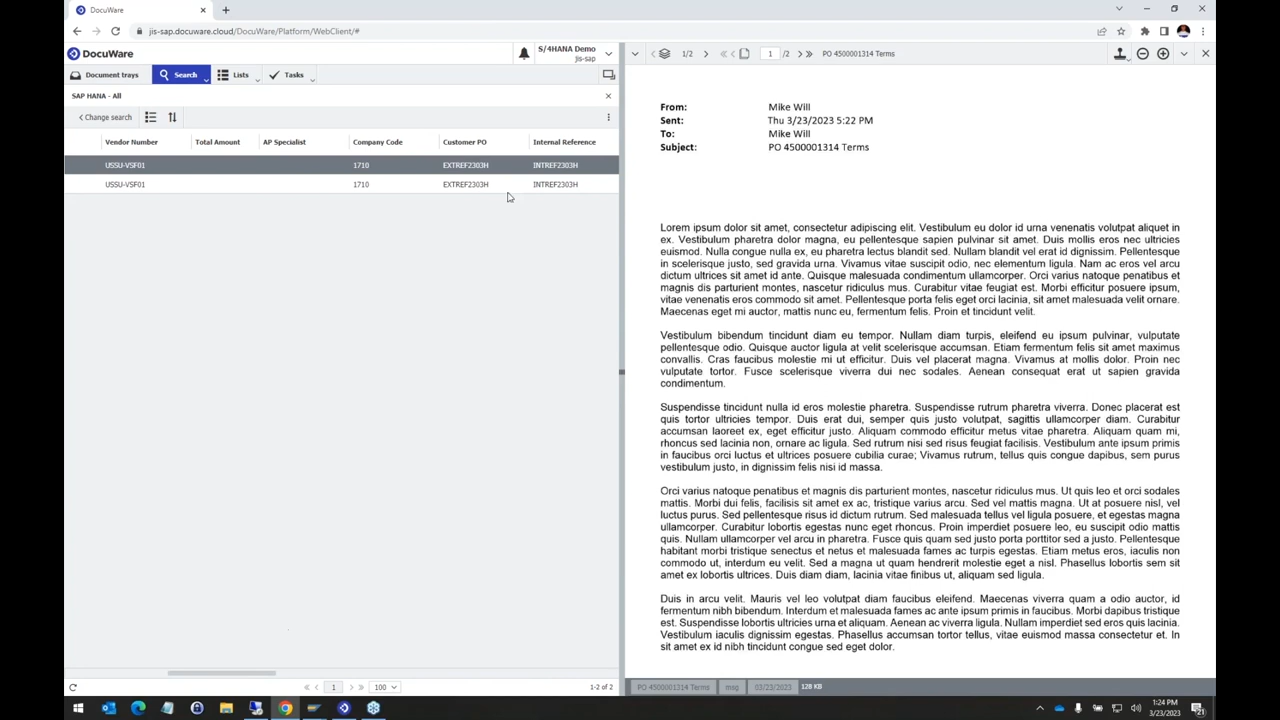 DocuWare
jis-sap.docuware.cloud/DocuWare/Platform/WebClient/#
DocuWare
S/4HANA Demo
jis-sap
Document trays
Search
Lists
Tasks
SAP HANA - All
Change search
Vendor Number Total Amount AP Specialist Company Code Customer PO Internal Reference
USSU-VSF01 1710 EXTREF2303H INTREF2303H
USSU-VSF01 1710 EXTREF2303H INTREF2303H
1
100
1-2 of 2
1/2
1 /2
PO 4500001314 Terms
From: Mike Will
Sent: Thu 3/23/2023 5:22 PM
To: Mike Will
Subject: PO 4500001314 Terms
Lorem ipsum dolor sit amet, consectetur adipiscing elit. Vestibulum eu dolor id urna venenatis volutpat aliquet in
ex. Vestibulum pharetra dolor magna, eu pellentesque sapien pulvinar sit amet. Duis mollis eros nec ultricies
euismod. Nulla congue nulla ex, eu pharetra lectus blandit sed. Nullam blandit vel erat id dignissim. Pellentesque
in scelerisque justo, sed gravida urna. Vivamus vitae suscipit odio, nec elementum ligula. Nam ac eros vel arcu
dictum ultrices sit amet id ante. Quisque malesuada condimentum ullamcorper. Orci varius natoque penatibus et
magnis dis parturient montes, nascetur ridiculus mus. Curabitur vitae feugiat est. Morbi efficitur posuere ipsum,
vitae venenatis eros commodo sit amet. Pellentesque porta felis eget orci lacinia, sit amet malesuada velit ornare.
Maecenas eget mi auctor, mattis nunc eu, fermentum felis. Proin et tincidunt velit.
Vestibulum bibendum tincidunt diam eu tempor. Nullam diam turpis, eleifend eu ipsum pulvinar, vulputate
pellentesque odio. Quisque auctor ligula at velit scelerisque accumsan. Etiam fermentum felis sit amet maximus
convallis. Cras faucibus molestie mi ut efficitur. Duis vel placerat magna. Vivamus at mollis dolor. Proin nec
vulputate tortor. Fusce scelerisque viverra dui nec sodales. Aenean consequat erat ut sapien gravida
condimentum.
Suspendisse tincidunt nulla id eros molestie pharetra. Suspendisse rutrum pharetra viverra. Donec placerat est
quis tortor ultricies tempor. Duis erat dui, semper quis justo volutpat, sagittis ullamcorper diam. Curabitur
accumsan laoreet ex, eget efficitur justo. Aliquam commodo efficitur metus vitae pharetra. Aliquam quam mi,
rhoncus sed lacinia non, ornare ac ligula. Sed rutrum nisi sed risus feugiat facilisis. Vestibulum ante ipsum primis
in faucibus orci luctus et ultrices posuere cubilia curae; Vivamus rutrum, tellus quis congue dapibus, sem purus
vestibulum justo, in dignissim felis nisi id massa.
Orci varius natoque penatibus et magnis dis parturient montes, nascetur ridiculus mus. Ut quis leo et orci sodales
mattis. Morbi dui felis, facilisis sit amet ex ac, tristique varius arcu. Sed vel mattis magna. Ut at posuere nisl, vel
luctus purus. Sed pellentesque risus id dictum rutrum. Sed malesuada tellus vel ligula posuere, et egestas magna
ullamcorper. Curabitur lobortis egestas nunc eget rhoncus. Proin imperdiet posuere leo, eu suscipit odio mattis
quis. Nullam ullamcorper vel arcu in pharetra. Fusce quis quam sed justo porta porttitor sed a justo. Pellentesque
habitant morbi tristique senectus et netus et malesuada fames ac turpis egestas. Etiam metus eros, iaculis non
commodo ut, interdum eu velit. Sed a magna ut quam hendrerit molestie eget a nisl. Phasellus lobortis sem sit
amet ex lobortis ultrices. Duis diam diam, lacinia vitae finibus ut, aliquam sed ligula.
Duis in arcu velit. Mauris vel leo volutpat diam faucibus eleifend. Maecenas viverra quam a odio auctor, id
fermentum nibh bibendum. Interdum et malesuada fames ac ante ipsum primis in faucibus. Morbi dapibus tristique
est. Suspendisse lobortis ultricies urna et aliquam. Aenean ac viverra ligula. Nullam imperdiet sed eros quis lacinia.
Vestibulum iaculis dignissim egestas. Phasellus accumsan tortor tellus, vitae euismod massa consectetur et. In
sit amet ex id nibh tincidunt congue sed eget dolor.
PO 4500001314 Terms
msg
03/23/2023
128 KB
1:24 PM
3/23/2023
21